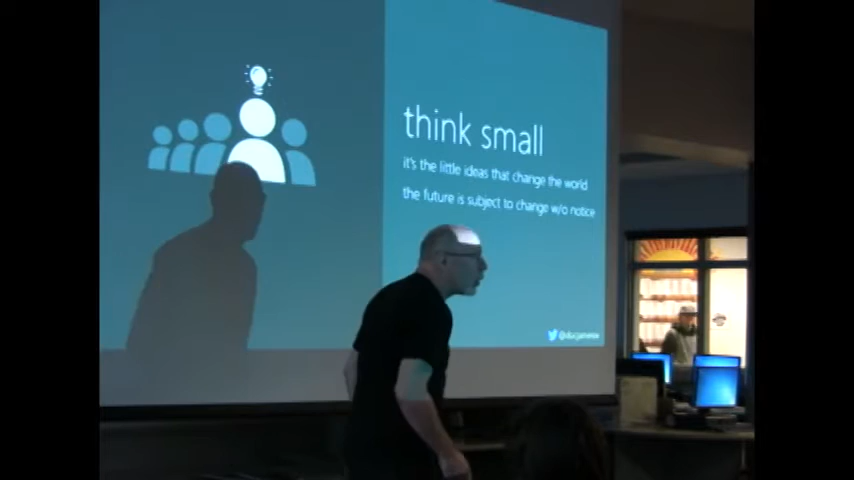 think small
it's the little ideas that change the world
the future is subject to change w/o notice